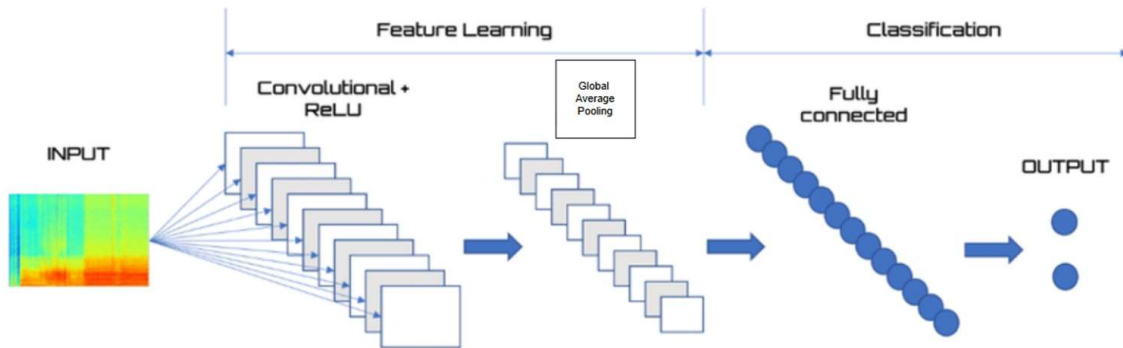 Feature Learning
Classification
Convolutional +
ReLU
Global
Average
Pooling
Fully
connected
INPUT
OUTPUT